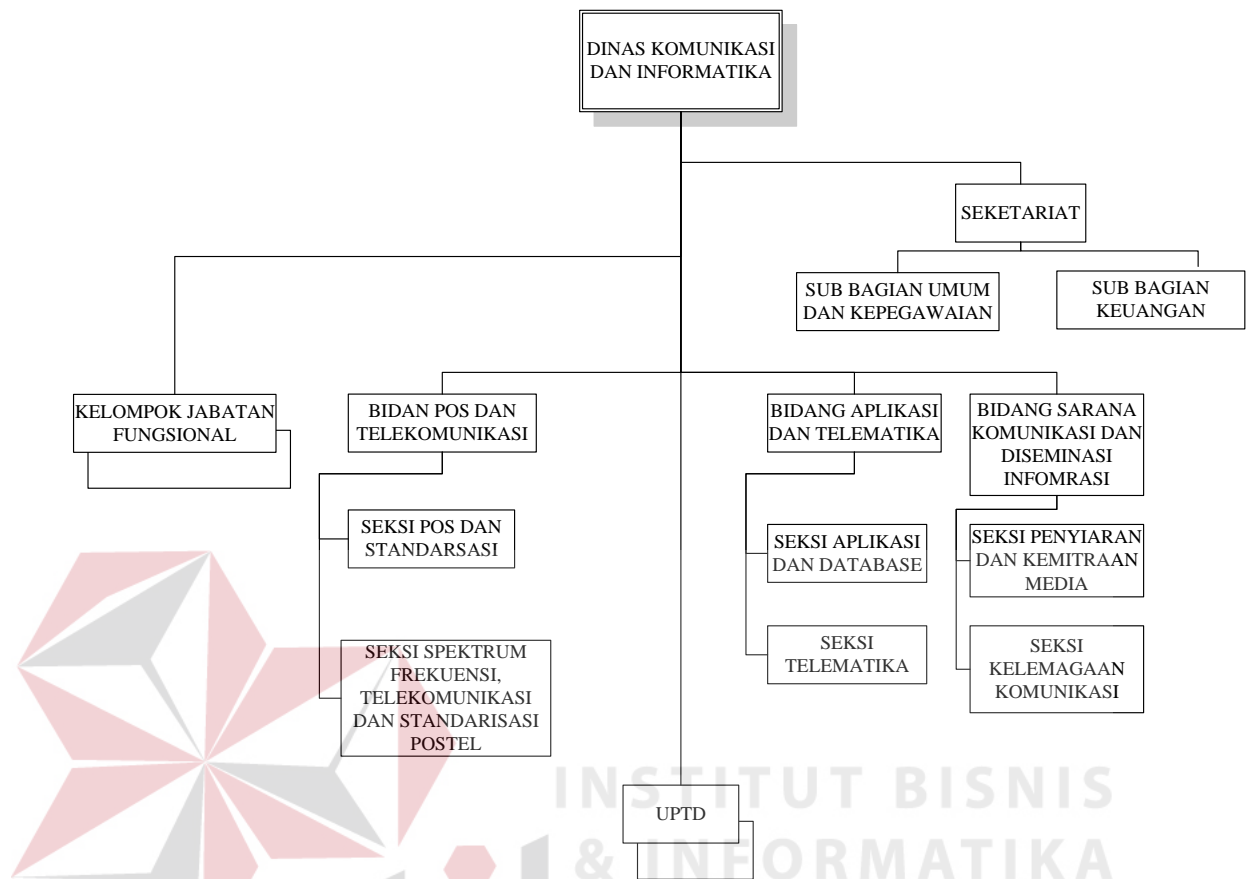 DINAS KOMUNIKASI
DAN INFORMATIKA
SEKETARIAT
SUB BAGIAN UMUM
DAN KEPEGAWAIAN
SUB BAGIAN
KEUANGAN
KELOMPOK JABATAN
FUNGSIONAL
BIDAN POS DAN
TELEKOMUNIKASI
BIDANG APLIKASI
DAN TELEMATIKA
BIDANG SARANA
KOMUNIKASI DAN
DISEMINASI
INFOMRASI
SEKSI POS DAN
STANDARSASI
SEKSI APLIKASI
DAN DATABASE
SEKSI PENYIARAN
DAN KEMITRAAN
MEDIA
SEKSI SPEKTRUM
FREKUENSI,
TELEKOMUNIKASI
DAN STANDARISASI
POSTEL
SEKSI
TELEMATIKA
SEKSI
KELEMAGAAN
KOMUNIKASI
UPTD
INSTITUT BISNIS
& INFORMATIKA